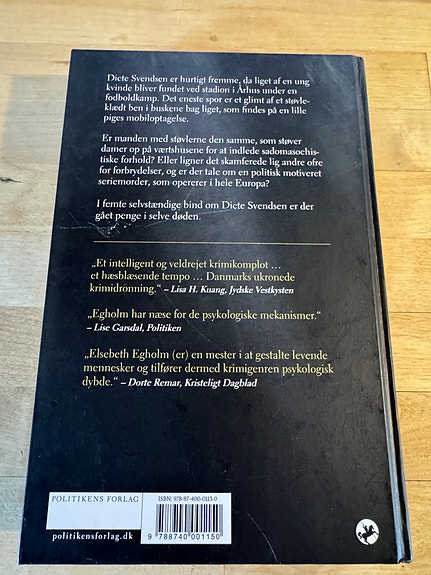 Dicte Svendsen er hurtigt fremme, da liget af en ung
kvinde bliver fundet ved stadion i Århus under en
fodboldkamp. Det eneste spor er et glimt af et støvle-
klædt ben i buskene bag liget, som findes på en lille
piges mobiloptagelse.
Er manden med støvlerne den samme, som støver
damer op på værtshusene for at indlede sadomasochis-
tiske forhold? Eller ligner det skamferede lig andre ofre
for forbrydelser, og er der tale om en politisk motiveret
seriemorder, som opererer i hele Europa?
I femte selvstændige bind om Dicte Svendsen er der
gået penge i selve døden.
„Et intelligent og veldrejet krimikomplot ...
et hæsblæsende tempo ... Danmarks ukronede
krimidronning.“ – Lisa H. Kuang, Jydske Vestkysten
„Egholm har næse for de psykologiske mekanismer.“
– Lise Garsdal, Politiken
„Elsebeth Egholm (er) en mester i at gestalte levende
mennesker og tilfører dermed krimigenren psykologisk
dybde.“ – Dorte Remar, Kristeligt Dagblad
POLITIKENS FORLAG
politikensforlag.dk
ISBN: 978-87-400-0115-0
9 788740 001150